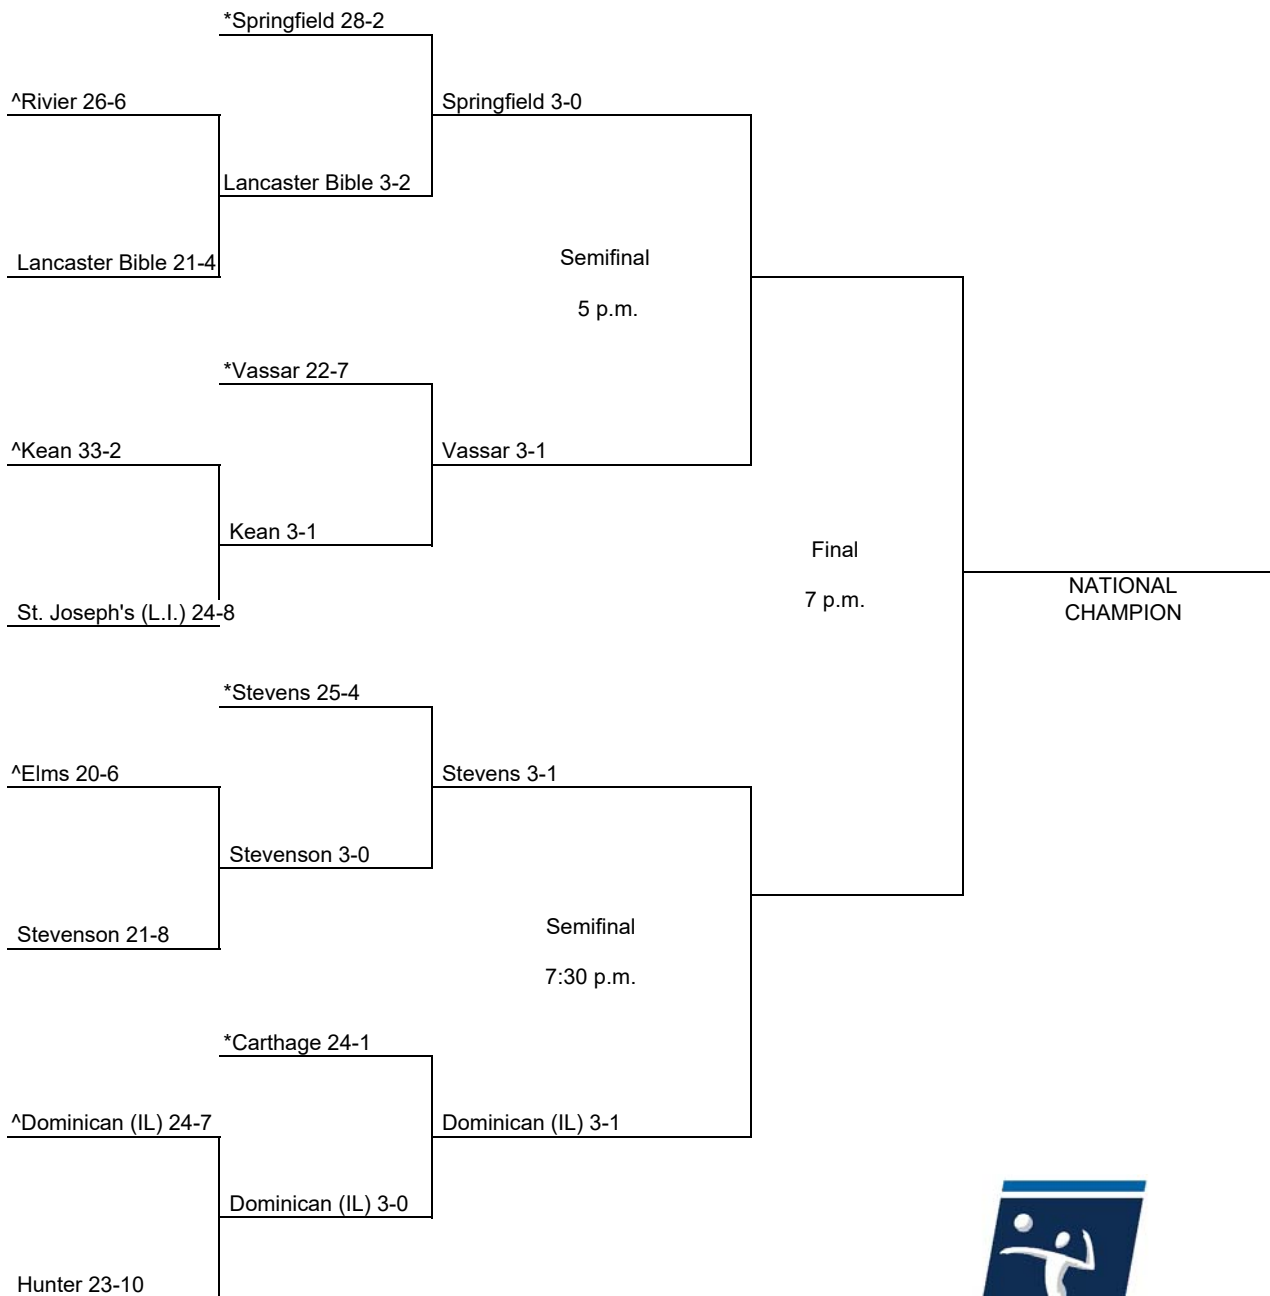 *Springfield 28-2
^Rivier 26-6
Springfield 3-0
Lancaster Bible 3-2
Lancaster Bible 21-4
Semifinal
5 p.m.
*Vassar 22-7
^Kean 33-2
Vassar 3-1
Kean 3-1
Final
7 p.m.
NATIONAL
CHAMPION
St. Joseph's (L.I.) 24-8
*Stevens 25-4
^Elms 20-6
Stevens 3-1
Stevenson 3-0
Stevenson 21-8
Semifinal
7:30 p.m.
*Carthage 24-1
^Dominican (IL) 24-7
Dominican (IL) 3-1
Dominican (IL) 3-0
Hunter 23-10